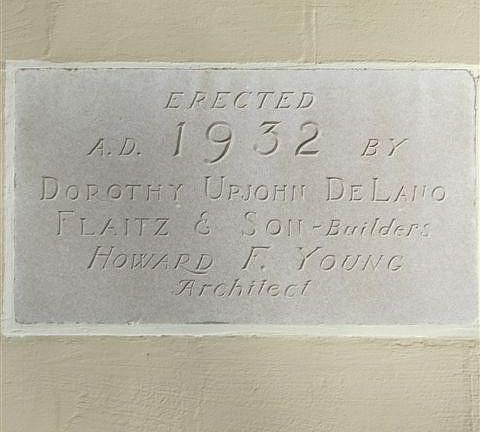 ERECTED
A.D. 1932 BY
DOROTHY UPJOHN DELANO
FLAITZ & SON - Builders
HOWARD F. YOUNG
Architect